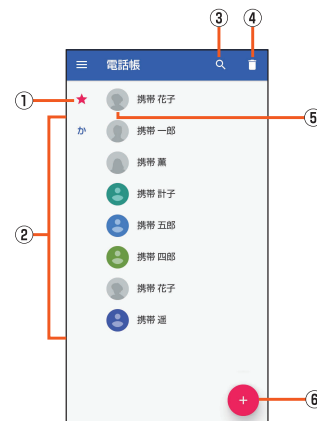 ③ ④
電話帳
① 携帯 花子
⑤
か 携帯 一郎
携帯 薫
携帯 計子
② 携帯 五郎
携帯 四郎
携帯 花子
携帯 遥
⑥